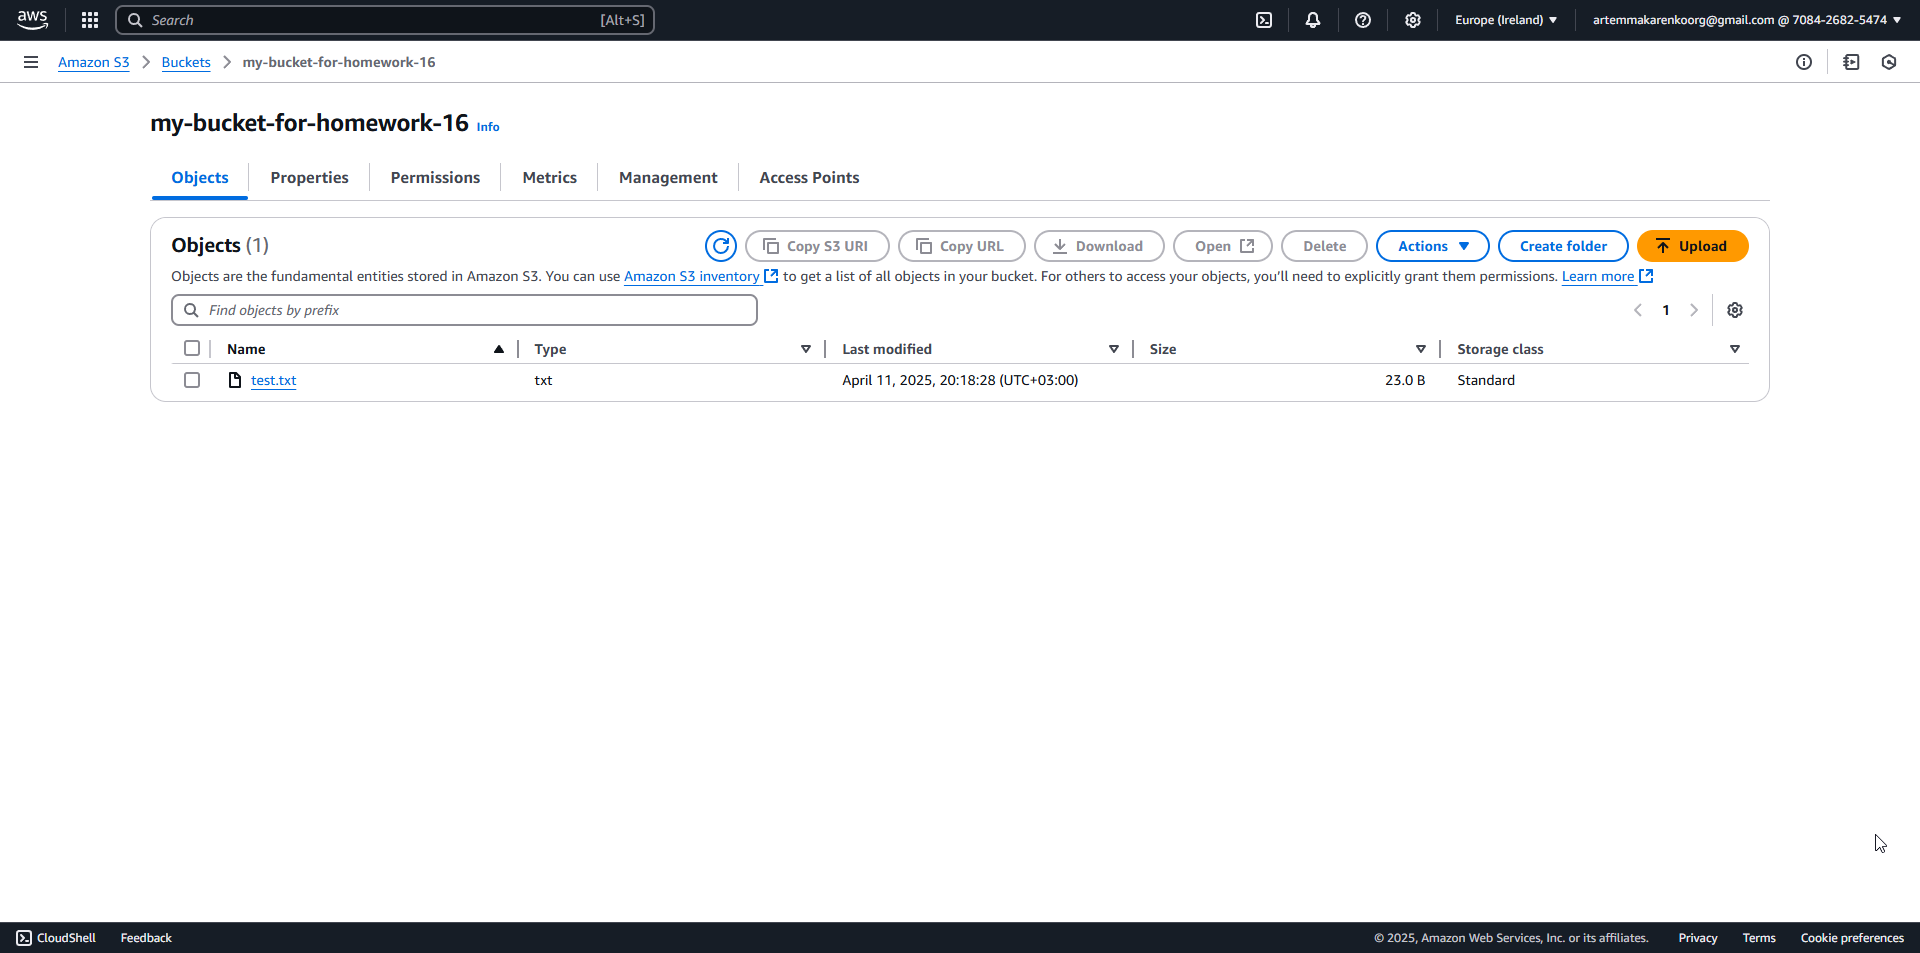 aws Search [Alt+S] Europe (Ireland) artemmakarenkoorg@gmail.com @ 7084-2682-5474
Amazon S3 Buckets my-bucket-for-homework-16
my-bucket-for-homework-16 Info
Objects Properties Permissions Metrics Management Access Points
Objects (1) Copy S3 URI Copy URL Download Open Delete Actions Create folder Upload
Objects are the fundamental entities stored in Amazon S3. You can use Amazon S3 inventory to get a list of all objects in your bucket. For others to access your objects, you’ll need to explicitly grant them permissions. Learn more
Find objects by prefix 1
Name Type Last modified Size Storage class
test.txt txt April 11, 2025, 20:18:28 (UTC+03:00) 23.0 B Standard
CloudShell Feedback © 2025, Amazon Web Services, Inc. or its affiliates. Privacy Terms Cookie preferences